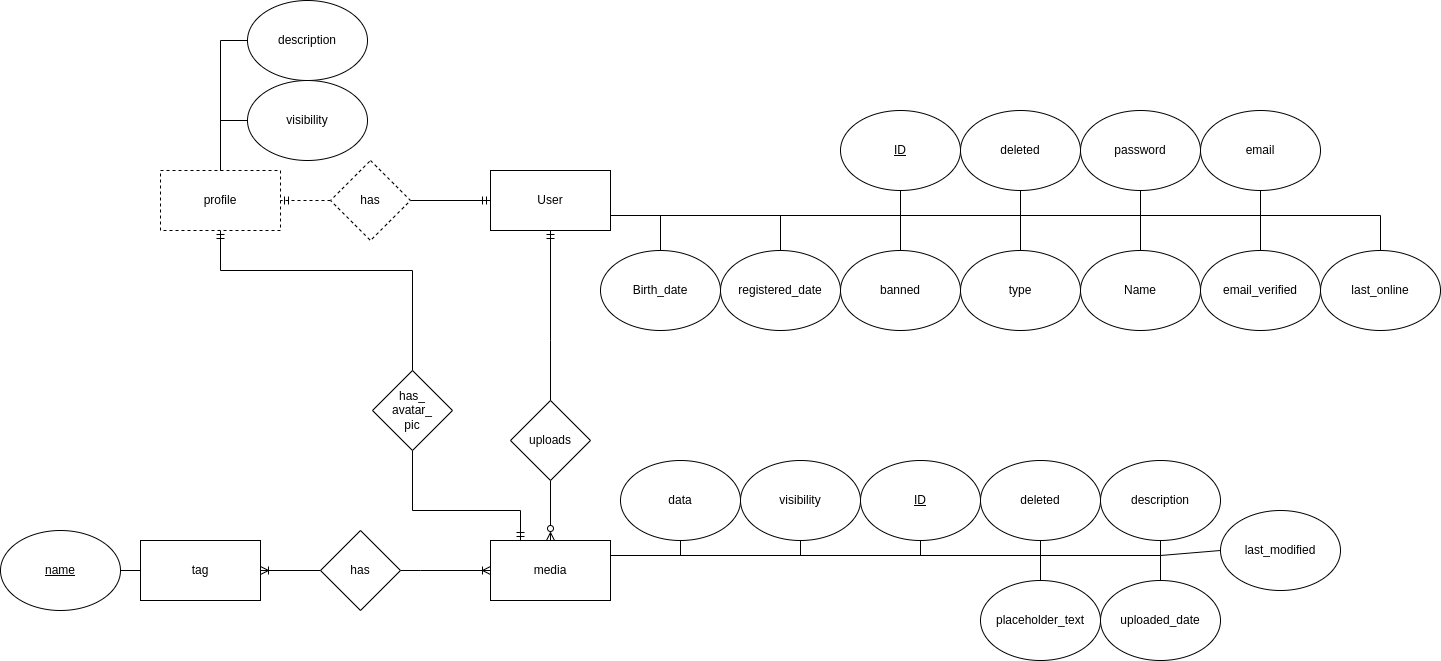 description
visibility
ID
deleted
password
email
profile
has
User
Birth_date
registered_date
banned
type
Name
email_verified
last_online
has_
avatar_
pic
uploads
data
visibility
ID
deleted
description
last_modified
name
tag
has
media
placeholder_text
uploaded_date